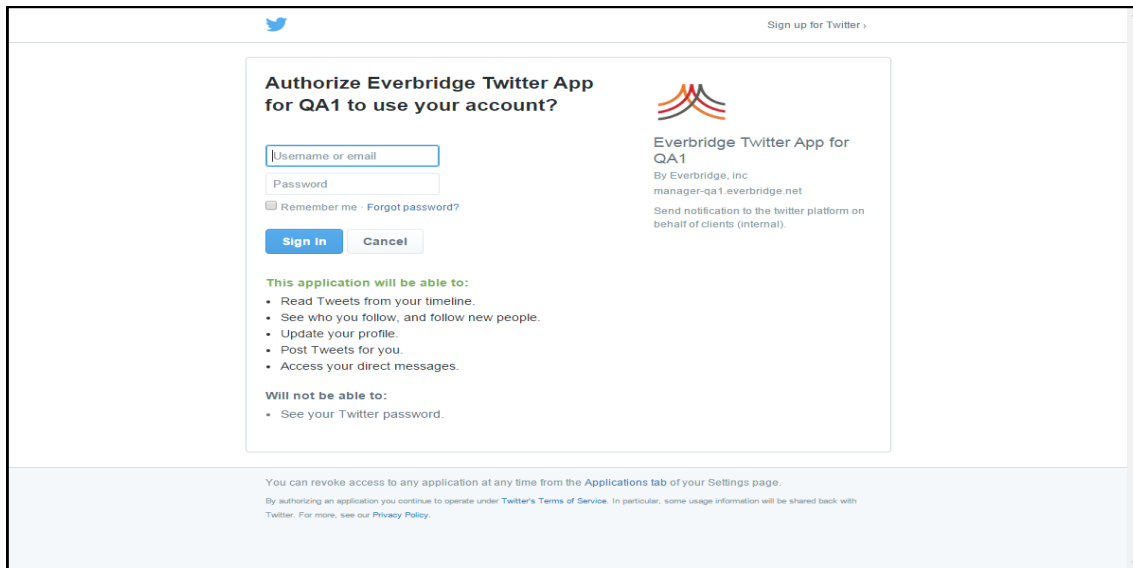 Sign up for Twitter ›
Authorize Everbridge Twitter App
for QA1 to use your account?
Username or email
Password
Remember me · Forgot password?
Sign In
Cancel
Everbridge Twitter App for
QA1
By Everbridge, inc
manager-qa1.everbridge.net
Send notification to the twitter platform on
behalf of clients (internal).
This application will be able to:
• Read Tweets from your timeline.
• See who you follow, and follow new people.
• Update your profile.
• Post Tweets for you.
• Access your direct messages.
Will not be able to:
• See your Twitter password.
You can revoke access to any application at any time from the Applications tab of your Settings page.
By authorizing an application you continue to operate under Twitter's Terms of Service. In particular, some usage information will be shared back with
Twitter. For more, see our Privacy Policy.